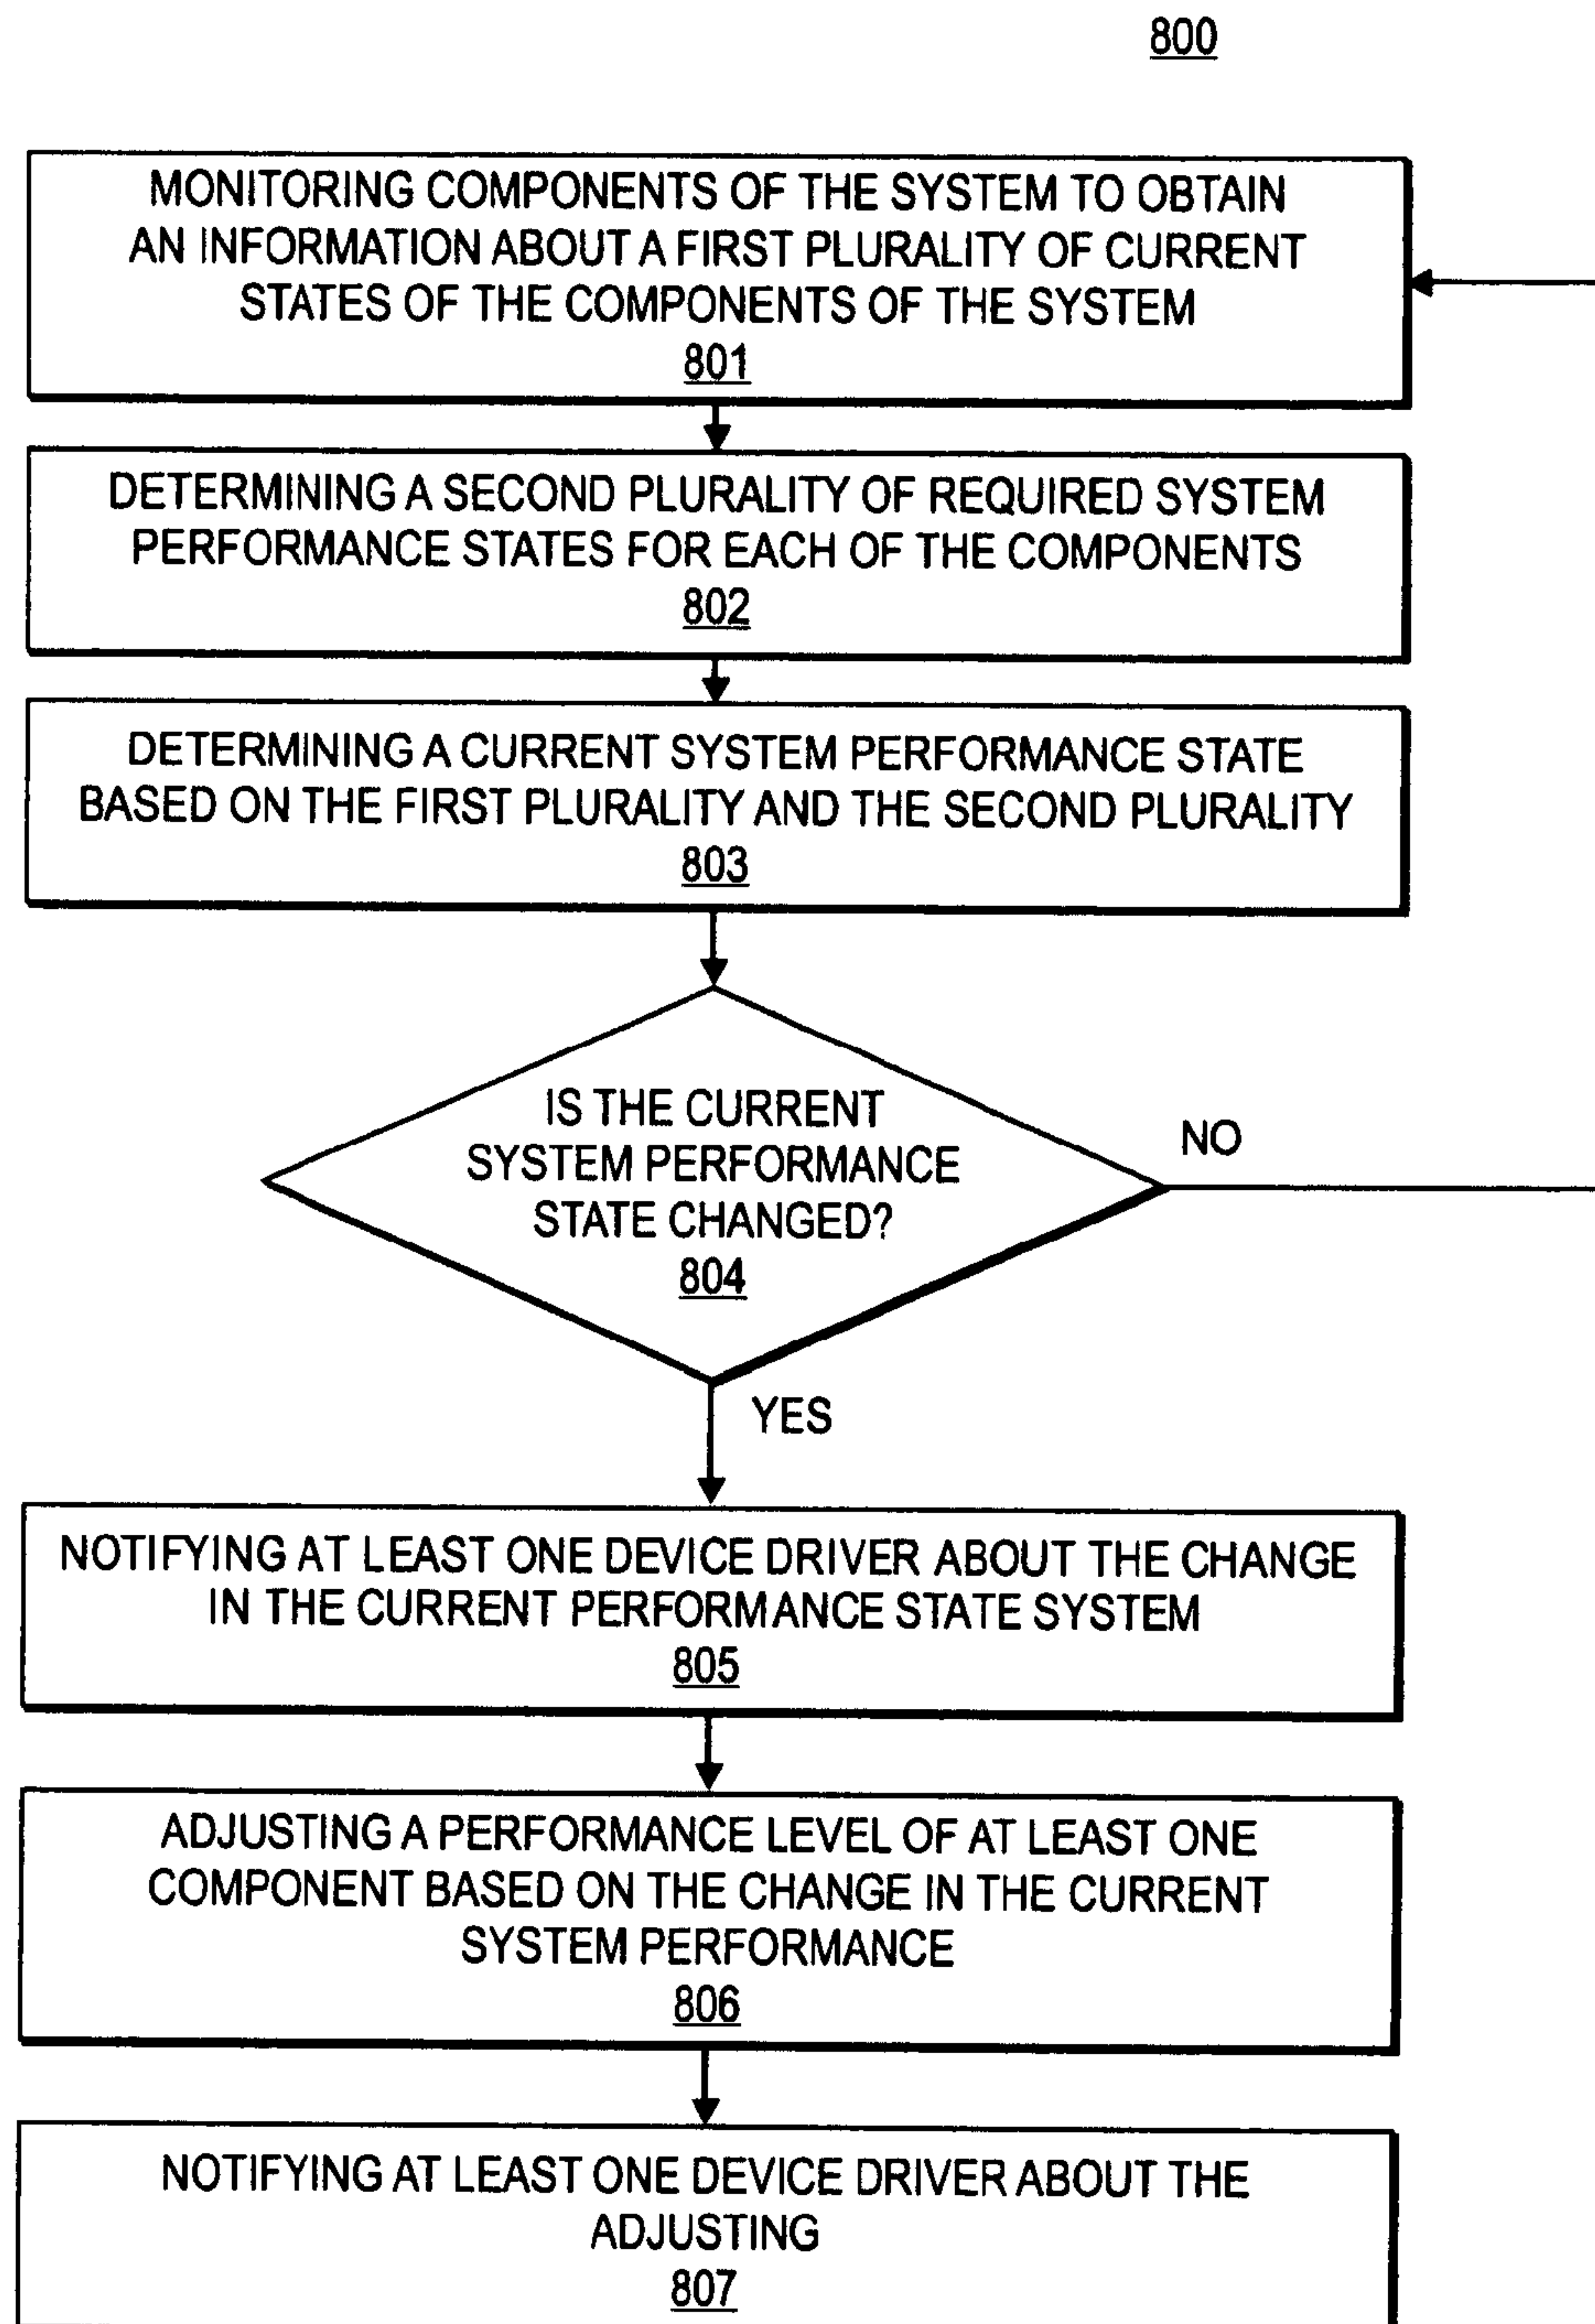 800
MONITORING COMPONENTS OF THE SYSTEM TO OBTAIN
AN INFORMATION ABOUT A FIRST PLURALITY OF CURRENT
STATES OF THE COMPONENTS OF THE SYSTEM
801
DETERMINING A SECOND PLURALITY OF REQUIRED SYSTEM
PERFORMANCE STATES FOR EACH OF THE COMPONENTS
802
DETERMINING A CURRENT SYSTEM PERFORMANCE STATE
BASED ON THE FIRST PLURALITY AND THE SECOND PLURALITY
803
IS THE CURRENT
SYSTEM PERFORMANCE
STATE CHANGED?
804
NO
YES
NOTIFYING AT LEAST ONE DEVICE DRIVER ABOUT THE CHANGE
IN THE CURRENT PERFORMANCE STATE SYSTEM
805
ADJUSTING A PERFORMANCE LEVEL OF AT LEAST ONE
COMPONENT BASED ON THE CHANGE IN THE CURRENT
SYSTEM PERFORMANCE
806
NOTIFYING AT LEAST ONE DEVICE DRIVER ABOUT THE
ADJUSTING
807